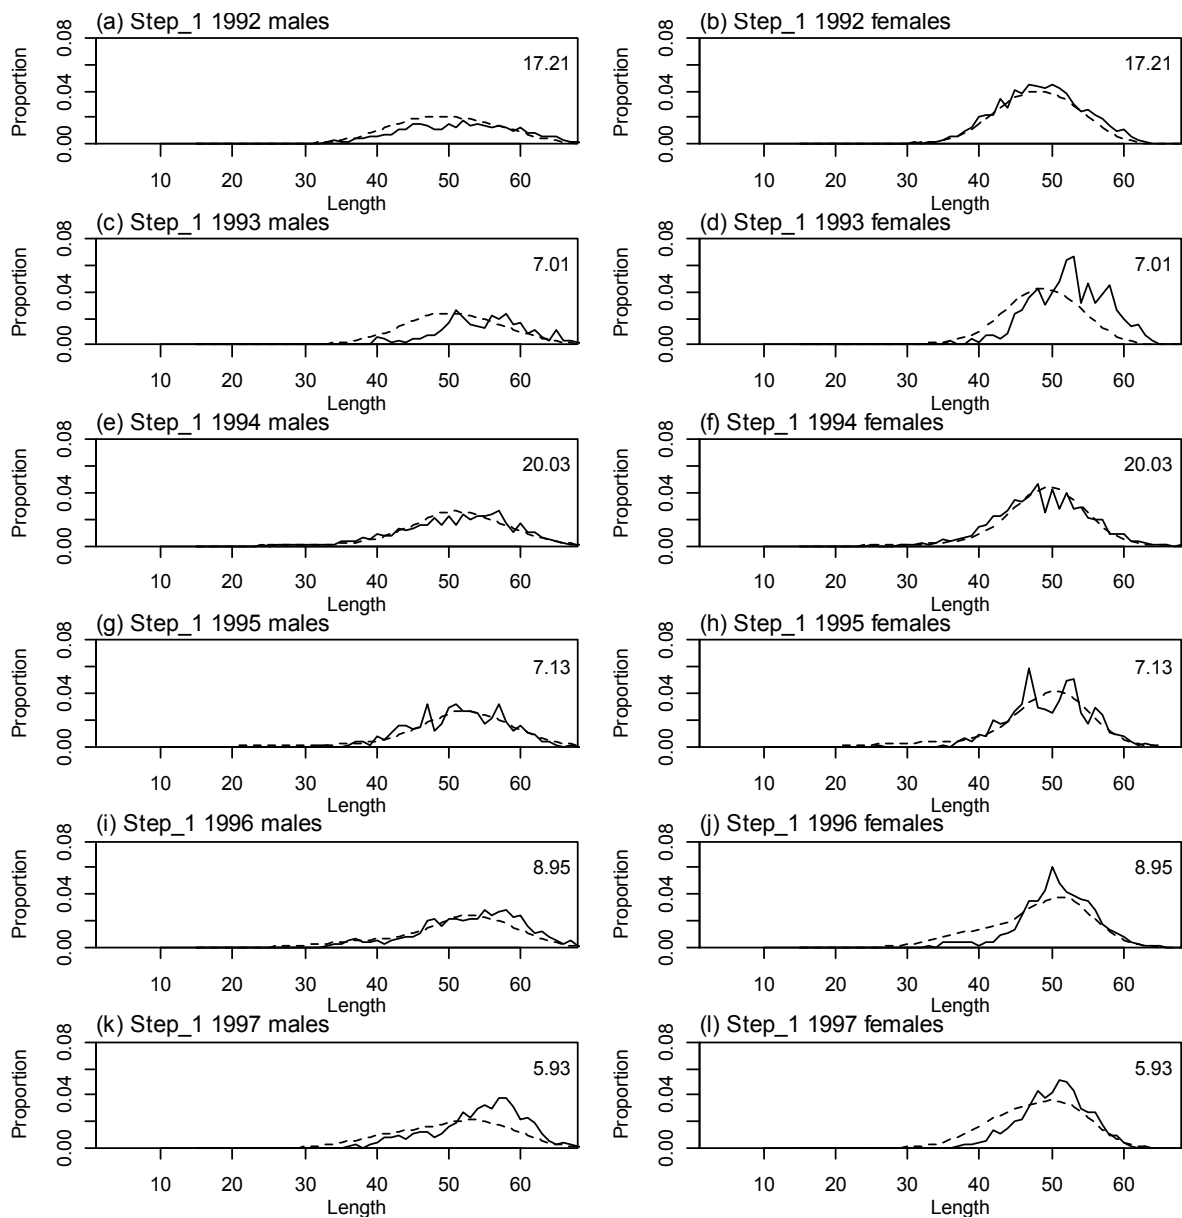 (a) Step_1 1992 males
Proportion
0.00 0.04 0.08
17.21
10 20 30 40 50 60
Length
(b) Step_1 1992 females
Proportion
0.00 0.04 0.08
17.21
10 20 30 40 50 60
Length
(c) Step_1 1993 males
Proportion
0.00 0.04 0.08
7.01
10 20 30 40 50 60
Length
(d) Step_1 1993 females
Proportion
0.00 0.04 0.08
7.01
10 20 30 40 50 60
Length
(e) Step_1 1994 males
Proportion
0.00 0.04 0.08
20.03
10 20 30 40 50 60
Length
(f) Step_1 1994 females
Proportion
0.00 0.04 0.08
20.03
10 20 30 40 50 60
Length
(g) Step_1 1995 males
Proportion
0.00 0.04 0.08
7.13
10 20 30 40 50 60
Length
(h) Step_1 1995 females
Proportion
0.00 0.04 0.08
7.13
10 20 30 40 50 60
Length
(i) Step_1 1996 males
Proportion
0.00 0.04 0.08
8.95
10 20 30 40 50 60
Length
(j) Step_1 1996 females
Proportion
0.00 0.04 0.08
8.95
10 20 30 40 50 60
Length
(k) Step_1 1997 males
Proportion
0.00 0.04 0.08
5.93
10 20 30 40 50 60
Length
(l) Step_1 1997 females
Proportion
0.00 0.04 0.08
5.93
10 20 30 40 50 60
Length